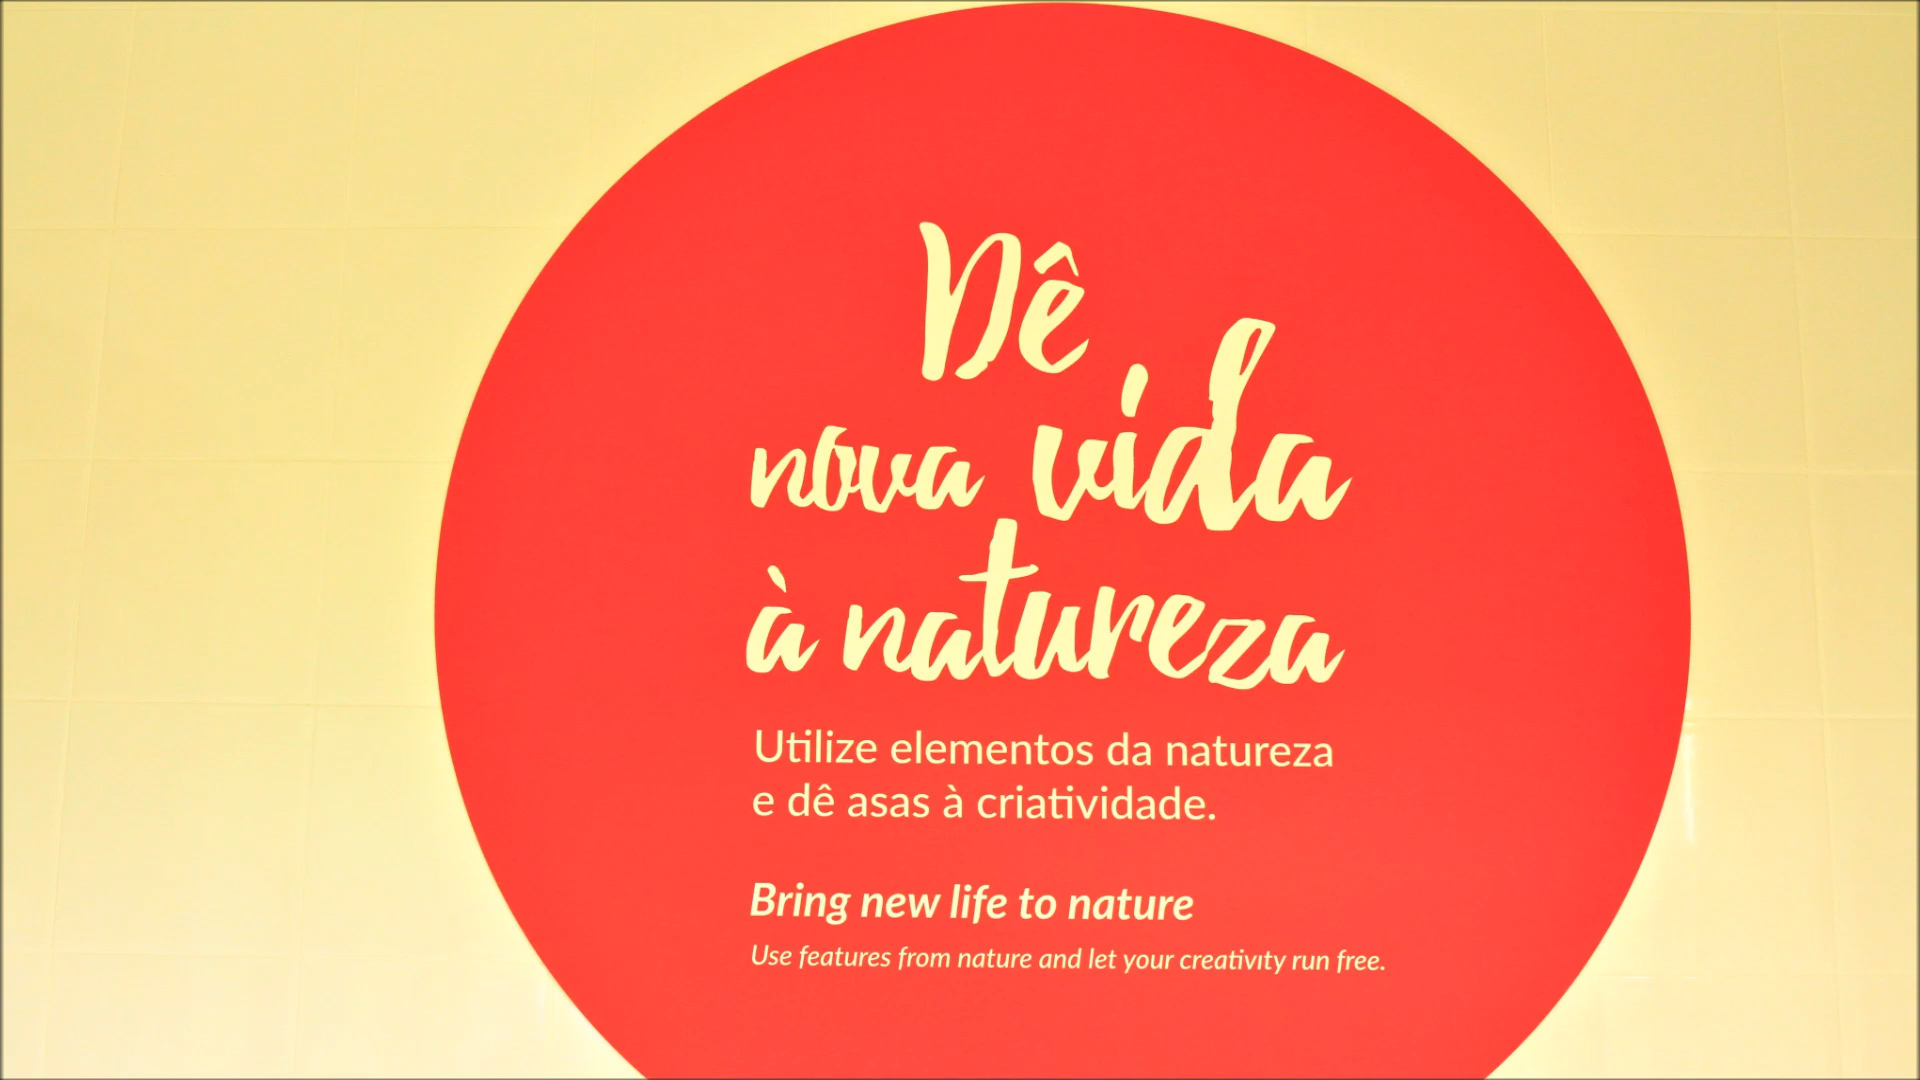 Dê
nova vida
à natureza
Utilize elementos da natureza
e dê asas à criatividade.
Bring new life to nature
Use features from nature and let your creativity run free.